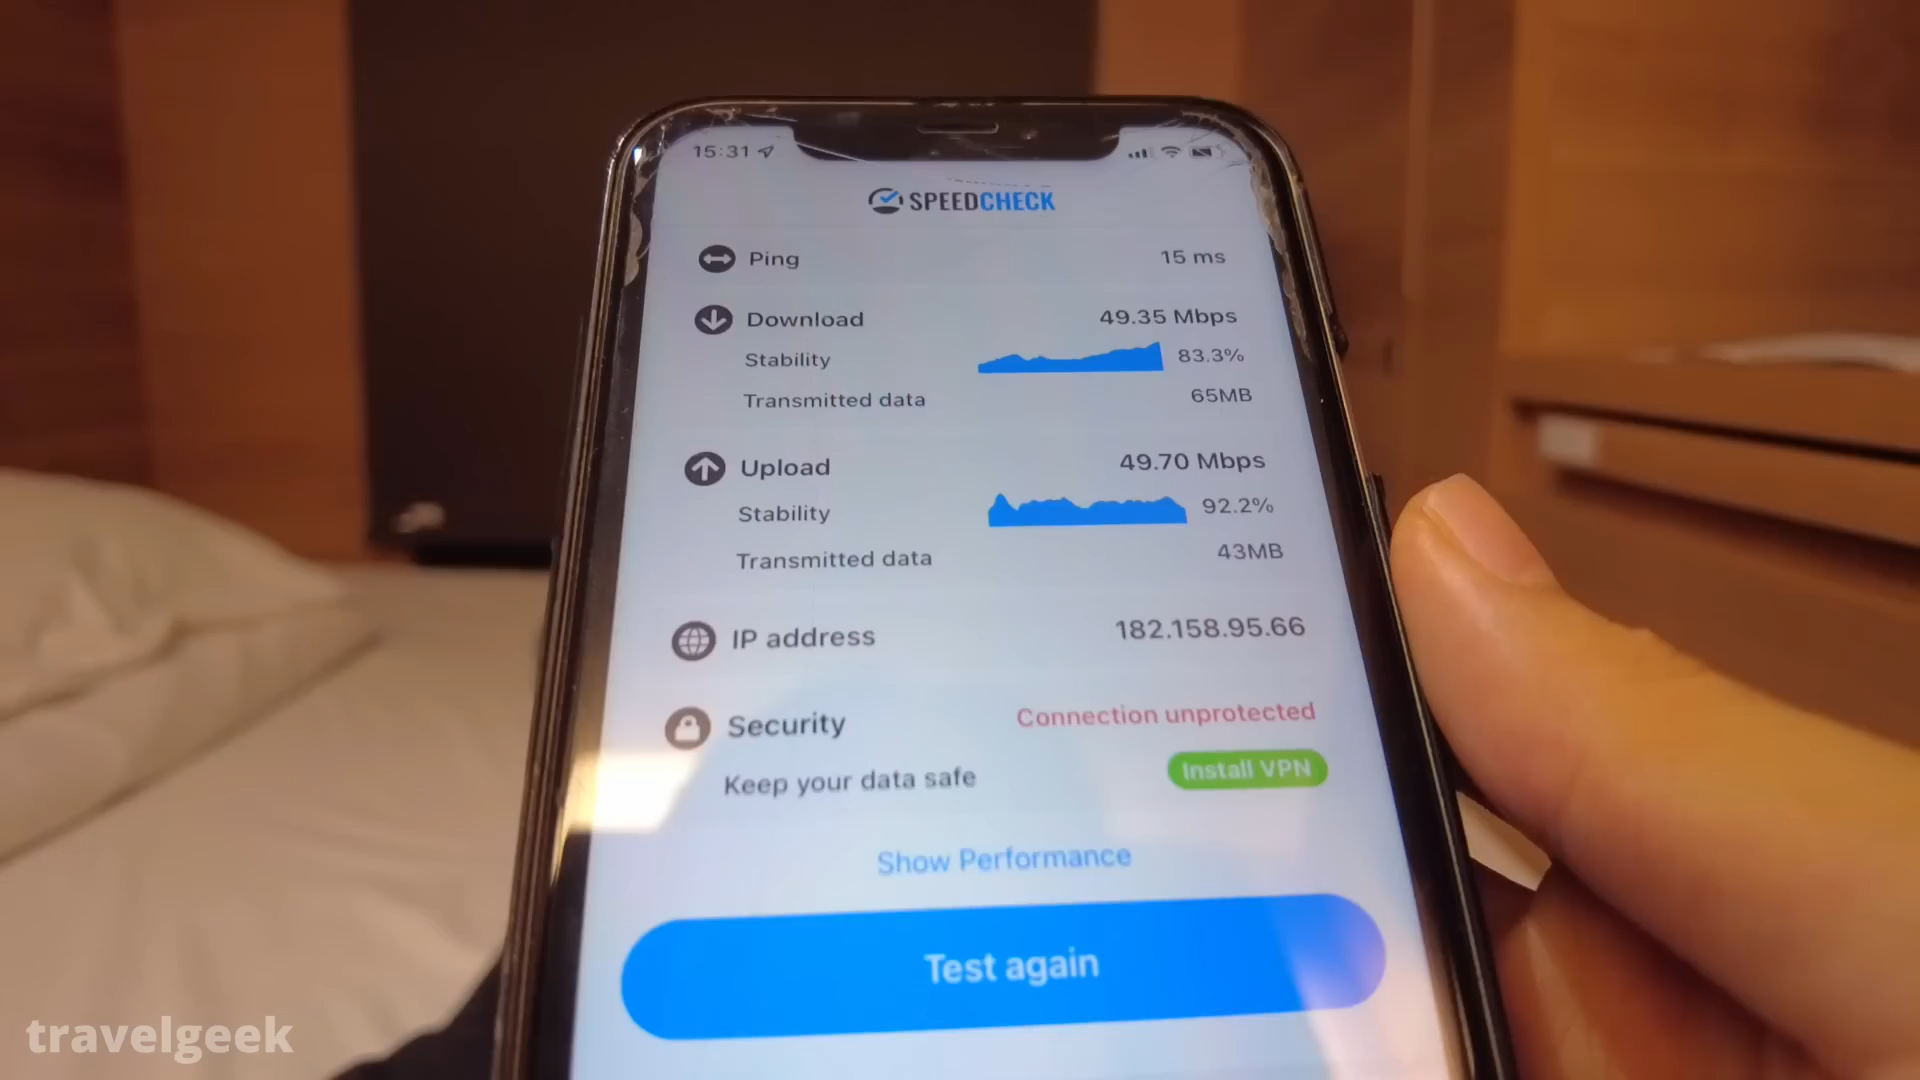 15:31
SPEEDCHECK
Ping 15 ms
Download 49.35 Mbps
Stability 83.3%
Transmitted data 65MB
Upload 49.70 Mbps
Stability 92.2%
Transmitted data 43MB
IP address 182.158.95.66
Security Connection unprotected
Keep your data safe Install VPN
Show Performance
Test again
travelgeek